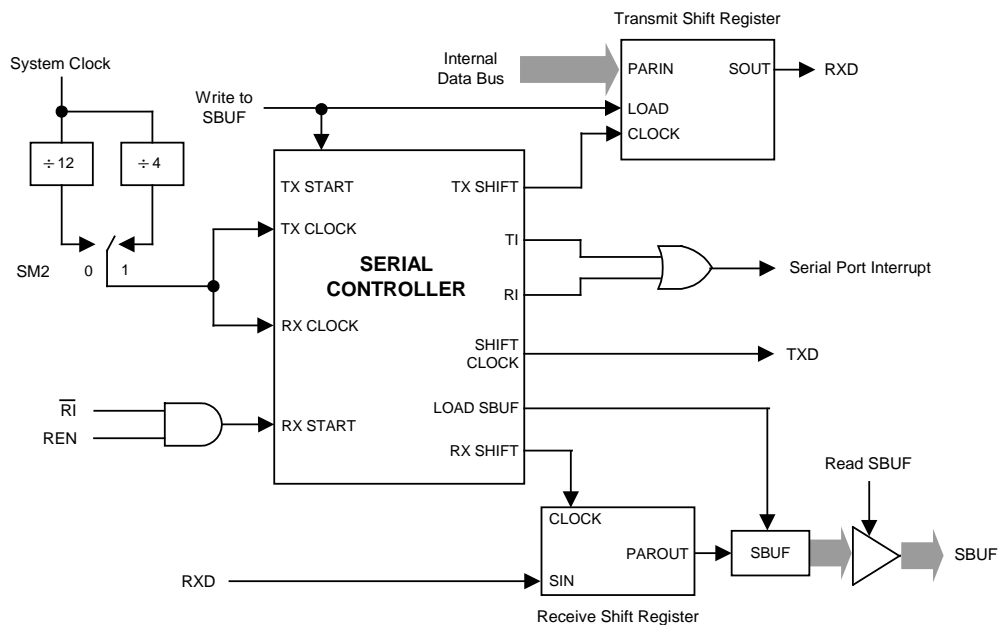 Transmit Shift Register
System Clock
Internal
Data Bus
PARIN
SOUT
RXD
Write to
SBUF
LOAD
CLOCK
÷ 12
÷ 4
TX START
TX SHIFT
TX CLOCK
TI
SERIAL
CONTROLLER
Serial Port Interrupt
SM2
0
1
RI
RX CLOCK
SHIFT
CLOCK
TXD
R̅I̅
REN
LOAD SBUF
RX START
RX SHIFT
Read SBUF
CLOCK
PAROUT
SBUF
SBUF
RXD
SIN
Receive Shift Register